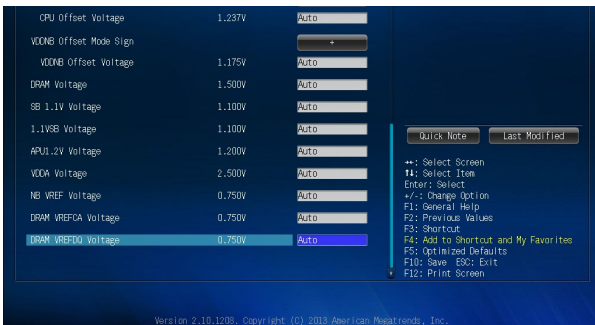 CPU Offset Voltage 1.237V Auto
VDDNB Offset Mode Sign +
VDDNB Offset Voltage 1.175V Auto
DRAM Voltage 1.500V Auto
SB 1.1V Voltage 1.100V Auto
1.1VSB Voltage 1.100V Auto
APU1.2V Voltage 1.200V Auto
VDDA Voltage 2.500V Auto
NB VREF Voltage 0.750V Auto
DRAM VREFCA Voltage 0.750V Auto
DRAM VREFDQ Voltage 0.750V Auto
Quick Note Last Modified
→←: Select Screen
↑↓: Select Item
Enter: Select
+/-: Change Option
F1: General Help
F2: Previous Values
F3: Shortcut
F4: Add to Shortcut and My Favorites
F5: Optimized Defaults
F10: Save ESC: Exit
F12: Print Screen
Version 2.10.1208. Copyright (C) 2013 American Megatrends, Inc.